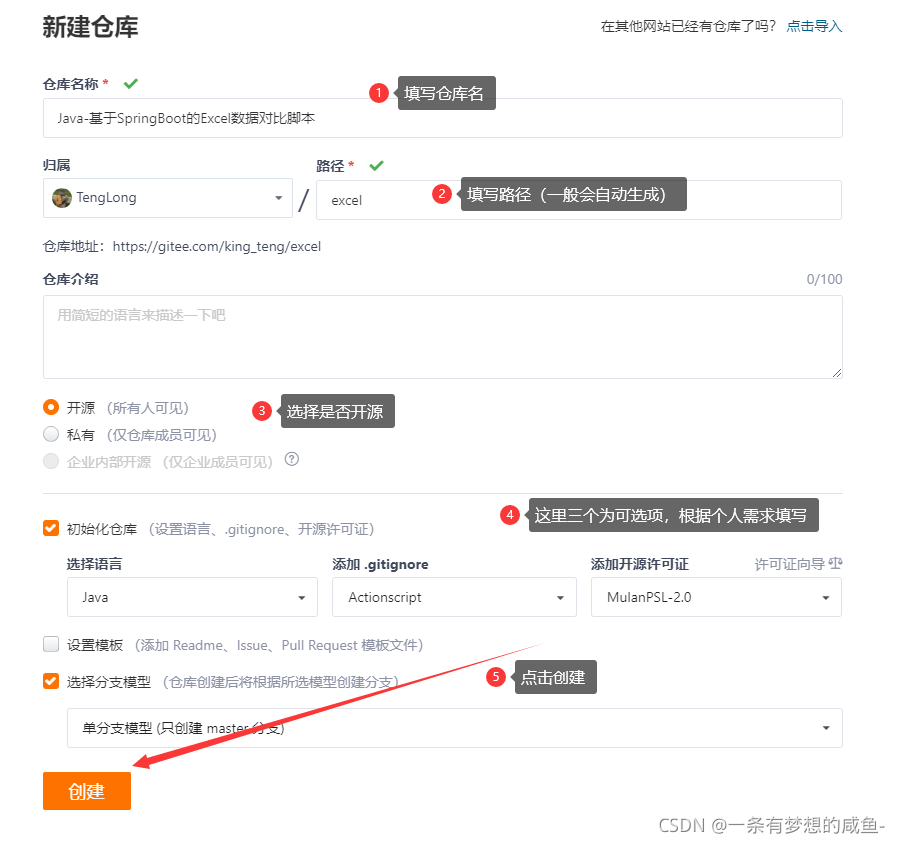 新建仓库
在其他网站已经有仓库了吗？ 点击导入
仓库名称 *
1 填写仓库名
Java-基于SpringBoot的Excel数据对比脚本
归属
路径 *
TengLong
/
excel
2 填写路径（一般会自动生成）
仓库地址：https://gitee.com/king_teng/excel
仓库介绍
0/100
用简短的语言来描述一下吧
开源 （所有人可见）
3 选择是否开源
私有 （仅仓库成员可见）
企业内部开源 （仅企业成员可见） ?
4 这里三个为可选项，根据个人需求填写
初始化仓库 （设置语言、.gitignore、开源许可证）
选择语言
添加 .gitignore
添加开源许可证
许可证向导
Java
Actionscript
MulanPSL-2.0
设置模板 （添加 Readme、Issue、Pull Request 模板文件）
5 点击创建
选择分支模型 （仓库创建后将根据所选模型创建分支）
单分支模型 (只创建 master 分支)
创建
CSDN @一条有梦想的咸鱼-